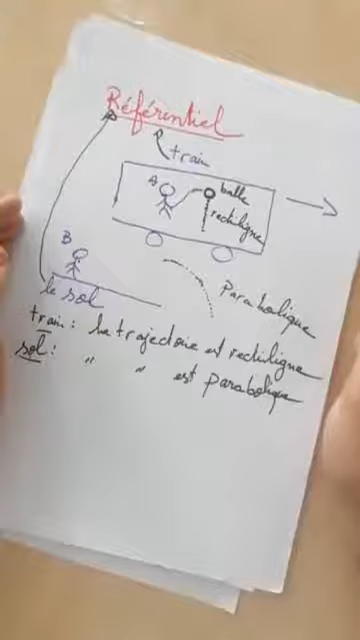 Référentiel
train
A
balle
rectiligne
B
le sol
Parabolique
train : la trajectoire est rectiligne
sol : " " est parabolique